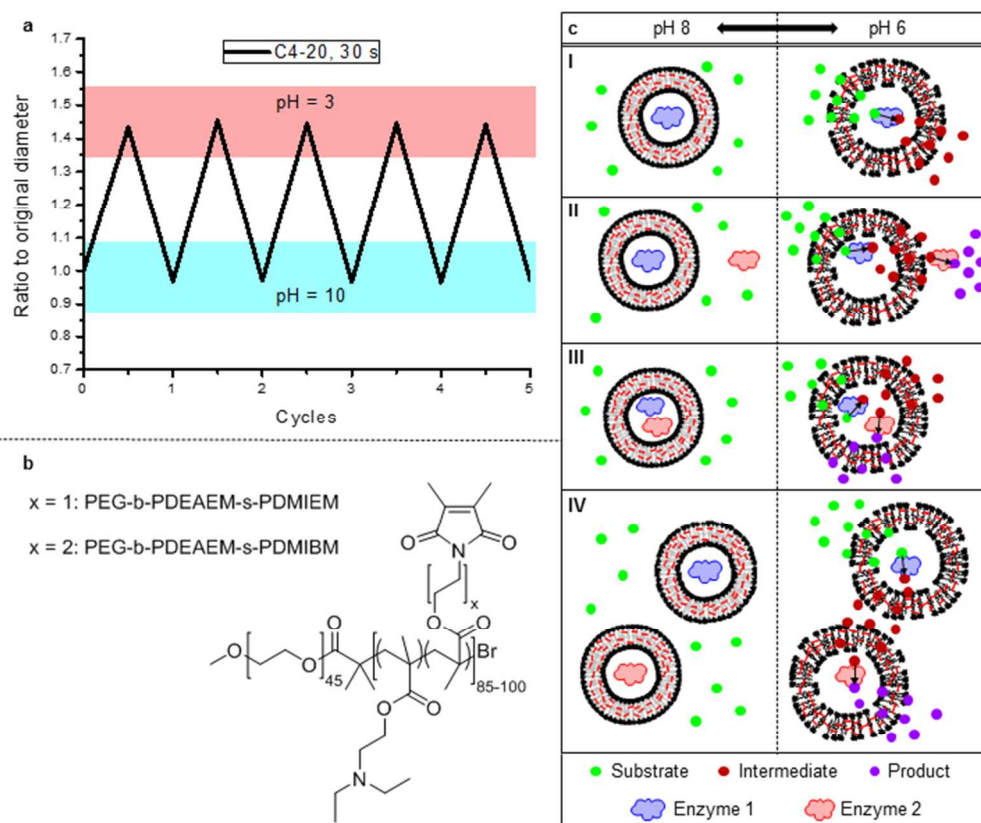 a
C4-20, 30 s
1.7
1.6
1.5
1.4
1.3
1.2
1.1
1.0
0.9
0.8
0.7
Ratio to original diameter
pH = 3
pH = 10
0 1 2 3 4 5
Cycles
b
x = 1: PEG-b-PDEAEM-s-PDMIEM
x = 2: PEG-b-PDEAEM-s-PDMIBM
O N O
x
O O
O O 45 O Br
85-100
O O
N
c
pH 8 pH 6
I
II
III
IV
Substrate Intermediate Product
Enzyme 1 Enzyme 2